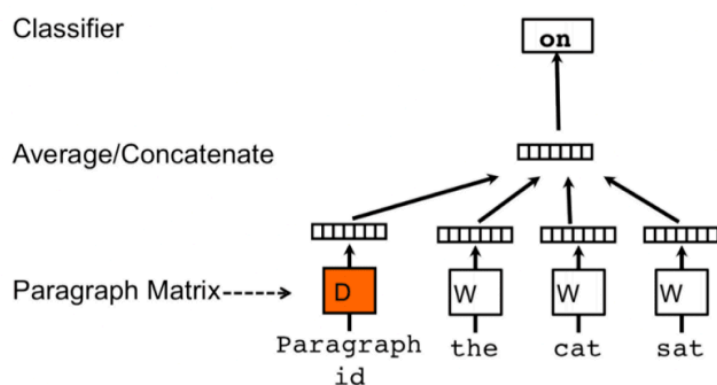 Classifier
on
Average/Concatenate
Paragraph Matrix
D
W
W
W
Paragraph
id
the
cat
sat